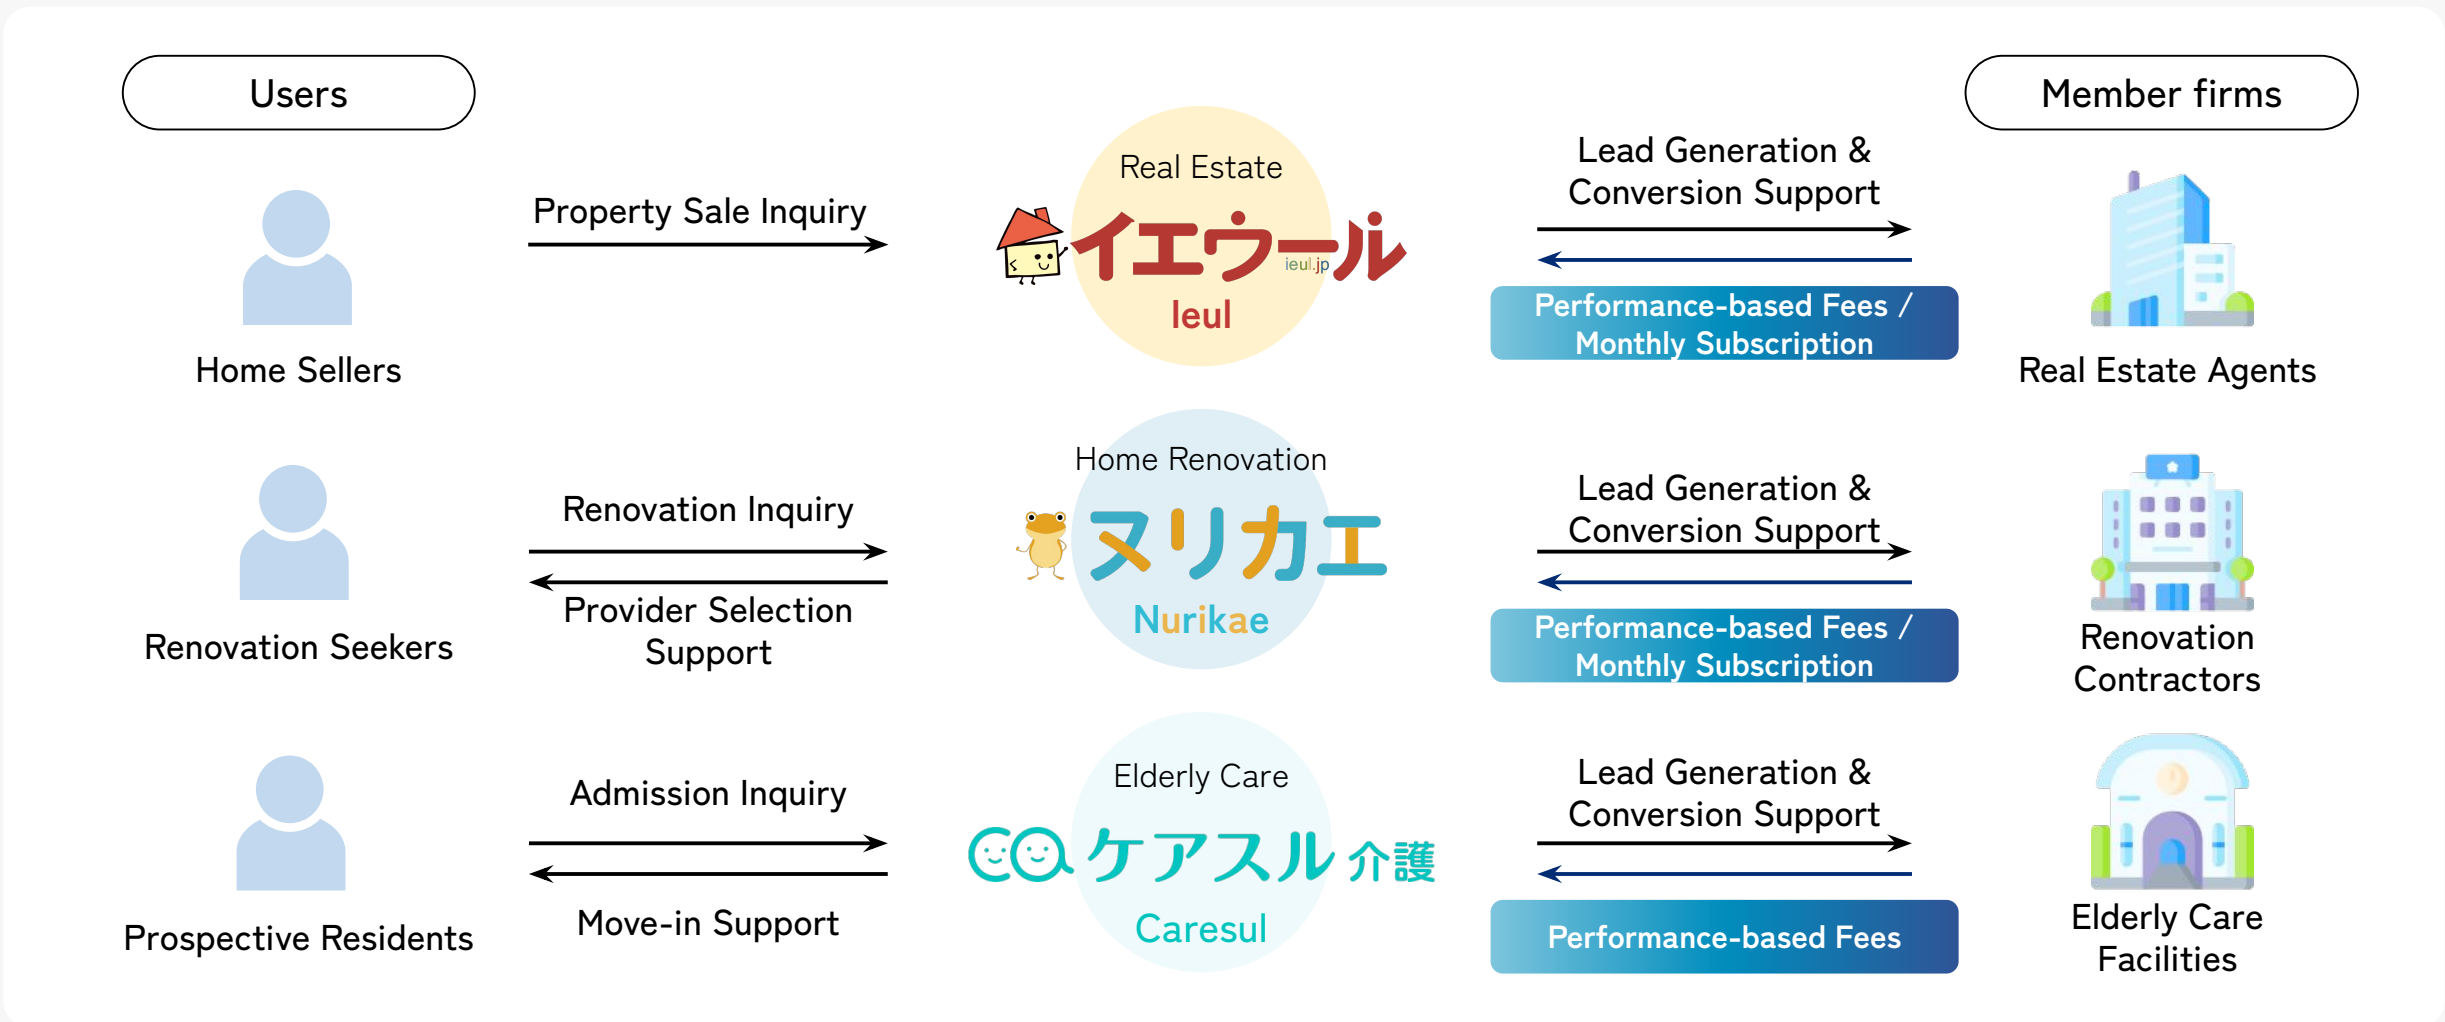 Users
Member firms
Home Sellers
Property Sale Inquiry
Real Estate
イエウール
ieul.jp
Ieul
Lead Generation &
Conversion Support
Performance-based Fees /
Monthly Subscription
Real Estate Agents
Renovation Seekers
Renovation Inquiry
Provider Selection
Support
Home Renovation
ヌリカエ
Nurikae
Lead Generation &
Conversion Support
Performance-based Fees /
Monthly Subscription
Renovation
Contractors
Prospective Residents
Admission Inquiry
Move-in Support
Elderly Care
ケアスル 介護
Caresul
Lead Generation &
Conversion Support
Performance-based Fees
Elderly Care
Facilities